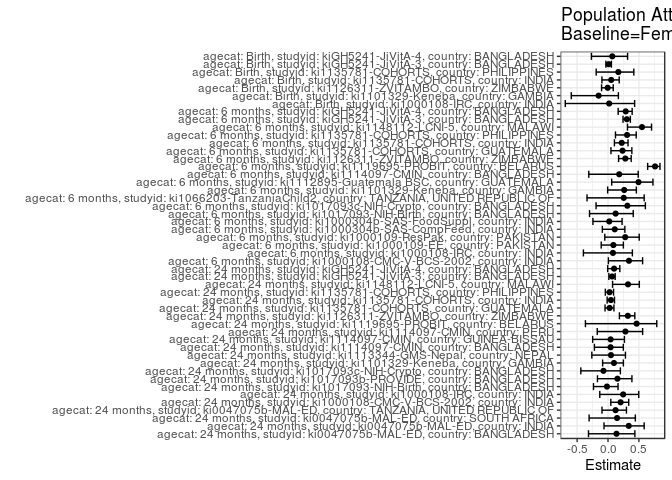 Population Att
Baseline=Fem
agecat: Birth, studyid: kiGH5241-JiVitA-4, country: BANGLADESH
agecat: Birth, studyid: kiGH5241-JiVitA-3, country: BANGLADESH
agecat: Birth, studyid: ki1135781-COHORTS, country: PHILIPPINES
agecat: Birth, studyid: ki1135781-COHORTS, country: INDIA
agecat: Birth, studyid: ki1126311-ZVITAMBO, country: ZIMBABWE
agecat: Birth, studyid: ki1101329-Keneba, country: GAMBIA
agecat: Birth, studyid: ki1000108-IRC, country: INDIA
agecat: 6 months, studyid: kiGH5241-JiVitA-4, country: BANGLADESH
agecat: 6 months, studyid: kiGH5241-JiVitA-3, country: BANGLADESH
agecat: 6 months, studyid: ki1148112-LCNI-5, country: MALAWI
agecat: 6 months, studyid: ki1135781-COHORTS, country: PHILIPPINES
agecat: 6 months, studyid: ki1135781-COHORTS, country: INDIA
agecat: 6 months, studyid: ki1135781-COHORTS, country: GUATEMALA
agecat: 6 months, studyid: ki1126311-ZVITAMBO, country: ZIMBABWE
agecat: 6 months, studyid: ki1119695-PROBIT, country: BELARUS
agecat: 6 months, studyid: ki1114097-CMIN, country: BANGLADESH
agecat: 6 months, studyid: ki1112895-Guatemala BSC, country: GUATEMALA
agecat: 6 months, studyid: ki1101329-Keneba, country: GAMBIA
agecat: 6 months, studyid: ki1066203-TanzaniaChild2, country: TANZANIA, UNITED REPUBLIC OF
agecat: 6 months, studyid: ki1017093c-NIH-Crypto, country: BANGLADESH
agecat: 6 months, studyid: ki1017093-NIH-Birth, country: BANGLADESH
agecat: 6 months, studyid: ki1000304b-SAS-FoodSuppl, country: INDIA
agecat: 6 months, studyid: ki1000304b-SAS-CompFeed, country: INDIA
agecat: 6 months, studyid: ki1000109-ResPak, country: PAKISTAN
agecat: 6 months, studyid: ki1000109-EE, country: PAKISTAN
agecat: 6 months, studyid: ki1000108-IRC, country: INDIA
agecat: 6 months, studyid: ki1000108-CMC-V-BCS-2002, country: INDIA
agecat: 24 months, studyid: kiGH5241-JiVitA-4, country: BANGLADESH
agecat: 24 months, studyid: kiGH5241-JiVitA-3, country: BANGLADESH
agecat: 24 months, studyid: ki1148112-LCNI-5, country: MALAWI
agecat: 24 months, studyid: ki1135781-COHORTS, country: PHILIPPINES
agecat: 24 months, studyid: ki1135781-COHORTS, country: INDIA
agecat: 24 months, studyid: ki1135781-COHORTS, country: GUATEMALA
agecat: 24 months, studyid: ki1126311-ZVITAMBO, country: ZIMBABWE
agecat: 24 months, studyid: ki1119695-PROBIT, country: BELARUS
agecat: 24 months, studyid: ki1114097-CMIN, country: PERU
agecat: 24 months, studyid: ki1114097-CMIN, country: GUINEA-BISSAU
agecat: 24 months, studyid: ki1114097-CMIN, country: BANGLADESH
agecat: 24 months, studyid: ki1113344-GMS-Nepal, country: NEPAL
agecat: 24 months, studyid: ki1101329-Keneba, country: GAMBIA
agecat: 24 months, studyid: ki1017093c-NIH-Crypto, country: BANGLADESH
agecat: 24 months, studyid: ki1017093b-PROVIDE, country: BANGLADESH
agecat: 24 months, studyid: ki1017093-NIH-Birth, country: BANGLADESH
agecat: 24 months, studyid: ki1000108-IRC, country: INDIA
agecat: 24 months, studyid: ki1000108-CMC-V-BCS-2002, country: INDIA
agecat: 24 months, studyid: ki0047075b-MAL-ED, country: TANZANIA, UNITED REPUBLIC OF
agecat: 24 months, studyid: ki0047075b-MAL-ED, country: SOUTH AFRICA
agecat: 24 months, studyid: ki0047075b-MAL-ED, country: INDIA
agecat: 24 months, studyid: ki0047075b-MAL-ED, country: BANGLADESH
-0.5 0.0 0.5
Estimate